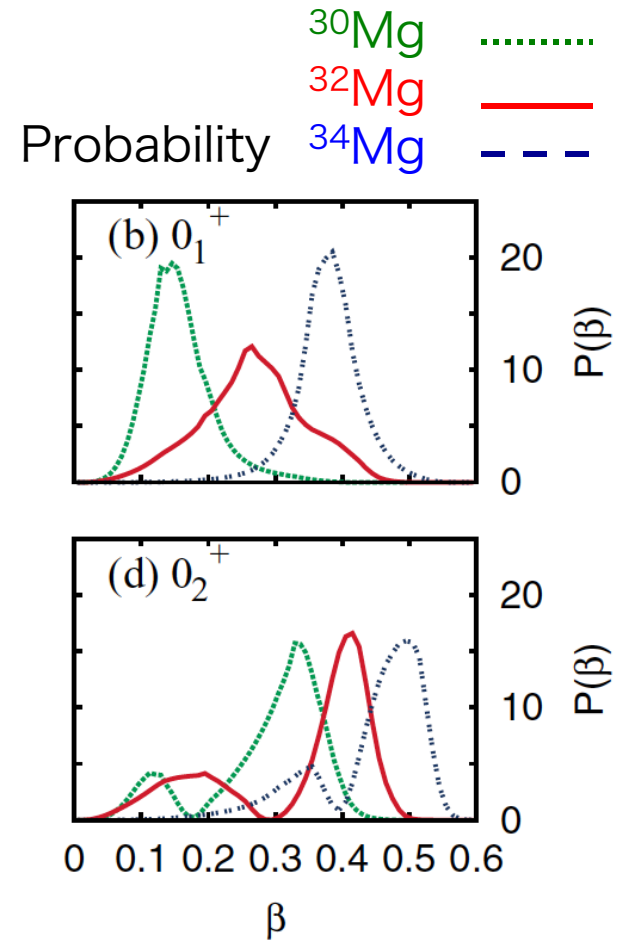 ³⁰Mg
³²Mg
Probability ³⁴Mg
(b) 0₁⁺
20
10
0
P(β)
(d) 0₂⁺
20
10
0
P(β)
0 0.1 0.2 0.3 0.4 0.5 0.6
β